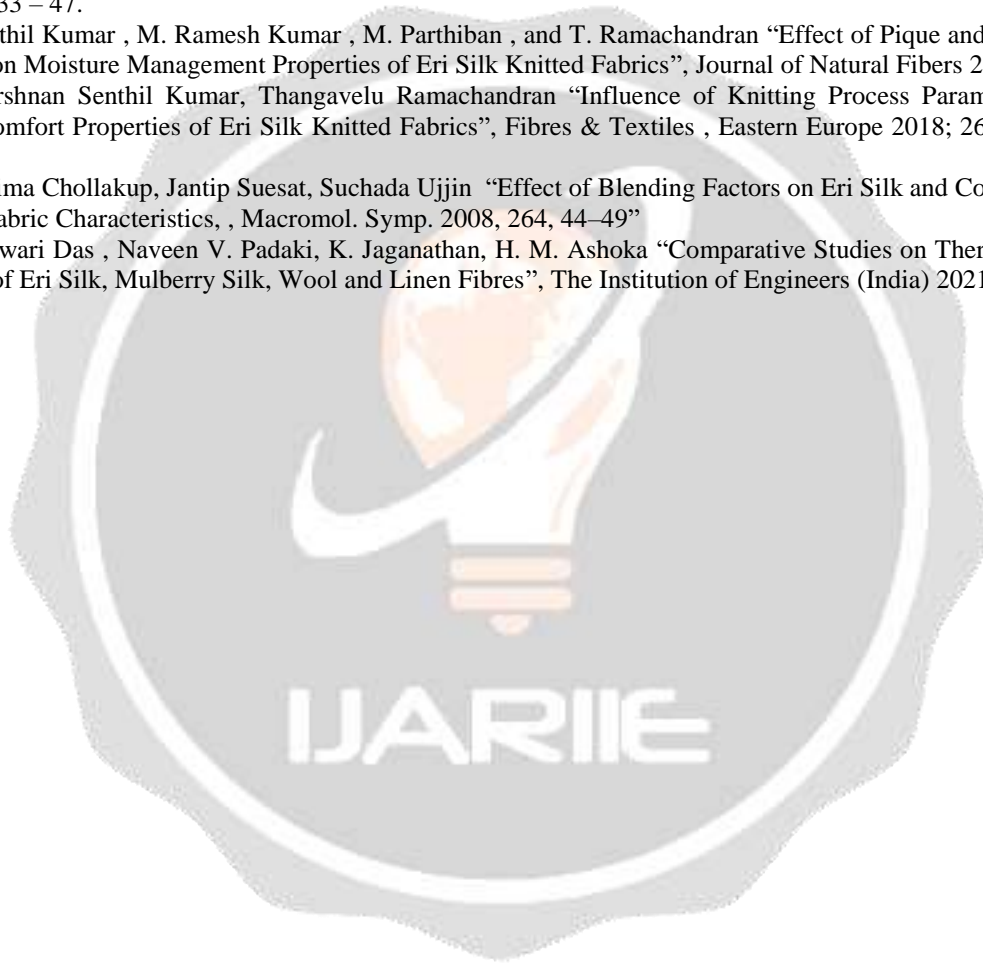 33 – 47.
thil Kumar , M. Ramesh Kumar , M. Parthiban , and T. Ramachandran “Effect of Pique and
on Moisture Management Properties of Eri Silk Knitted Fabrics”, Journal of Natural Fibers 2
rshnan Senthil Kumar, Thangavelu Ramachandran “Influence of Knitting Process Param
omfort Properties of Eri Silk Knitted Fabrics”, Fibres & Textiles , Eastern Europe 2018; 26
ima Chollakup, Jantip Suesat, Suchada Ujjin “Effect of Blending Factors on Eri Silk and Co
abric Characteristics, , Macromol. Symp. 2008, 264, 44–49”
wari Das , Naveen V. Padaki, K. Jaganathan, H. M. Ashoka “Comparative Studies on Ther
of Eri Silk, Mulberry Silk, Wool and Linen Fibres”, The Institution of Engineers (India) 2021
IJARIIE